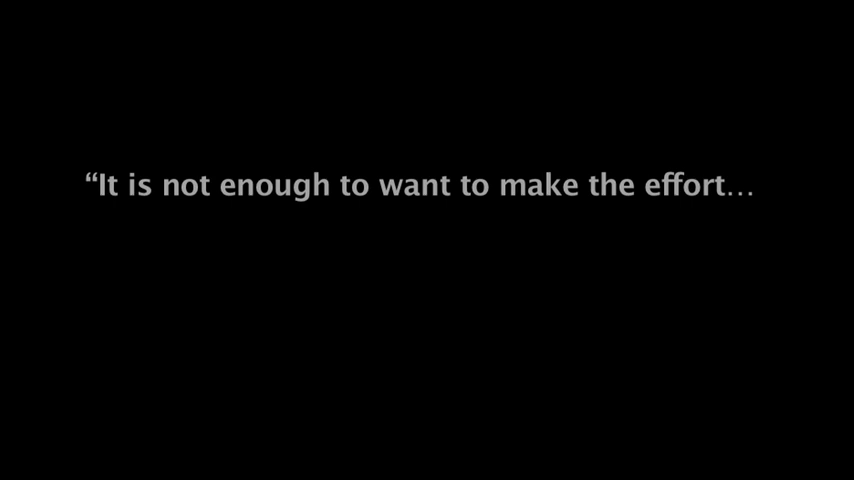 “It is not enough to want to make the effort…